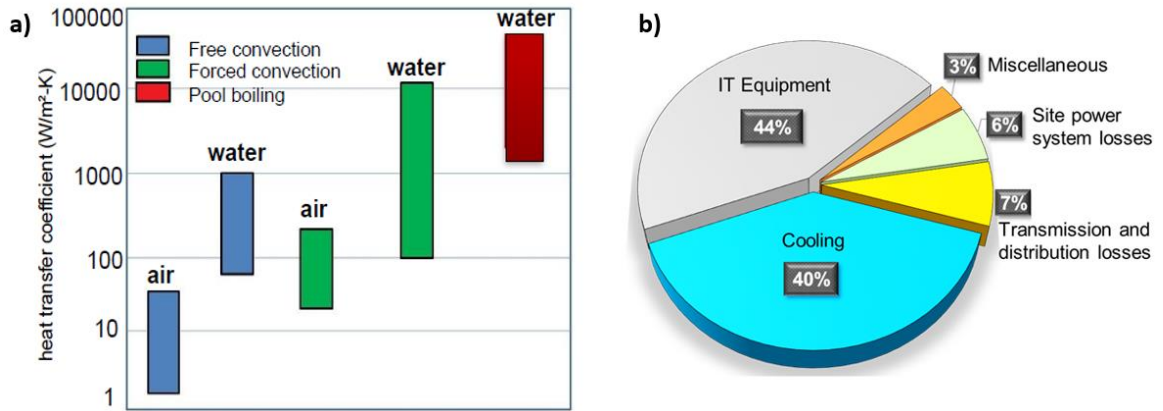 a)
heat transfer coefficient (W/m²-K)
100000
10000
1000
100
10
1
Free convection
Forced convection
Pool boiling
air
water
air
water
water
b)
IT Equipment
44%
3% Miscellaneous
6% Site power
system losses
7%
Transmission and
distribution losses
Cooling
40%